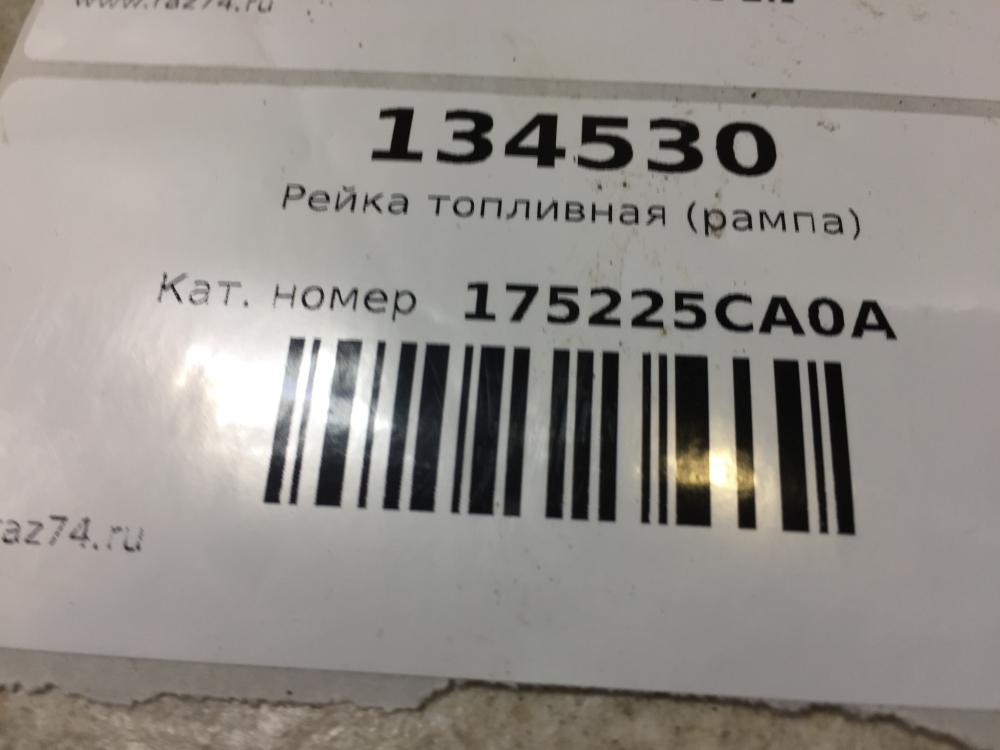 www.raz74.ru
134530
Рейка топливная (рампа)
Кат. номер 175225CA0A
raz74.ru